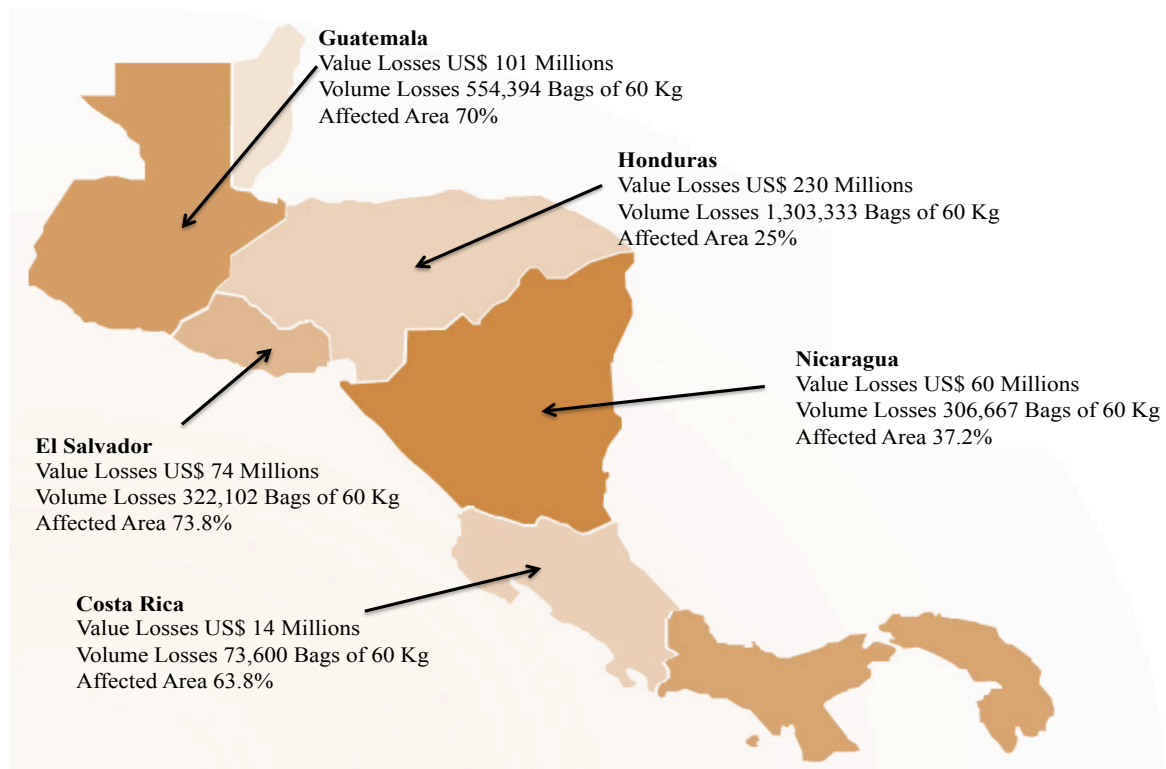 Guatemala
Value Losses US$ 101 Millions
Volume Losses 554,394 Bags of 60 Kg
Affected Area 70%
Honduras
Value Losses US$ 230 Millions
Volume Losses 1,303,333 Bags of 60 Kg
Affected Area 25%
Nicaragua
Value Losses US$ 60 Millions
Volume Losses 306,667 Bags of 60 Kg
Affected Area 37.2%
El Salvador
Value Losses US$ 74 Millions
Volume Losses 322,102 Bags of 60 Kg
Affected Area 73.8%
Costa Rica
Value Losses US$ 14 Millions
Volume Losses 73,600 Bags of 60 Kg
Affected Area 63.8%